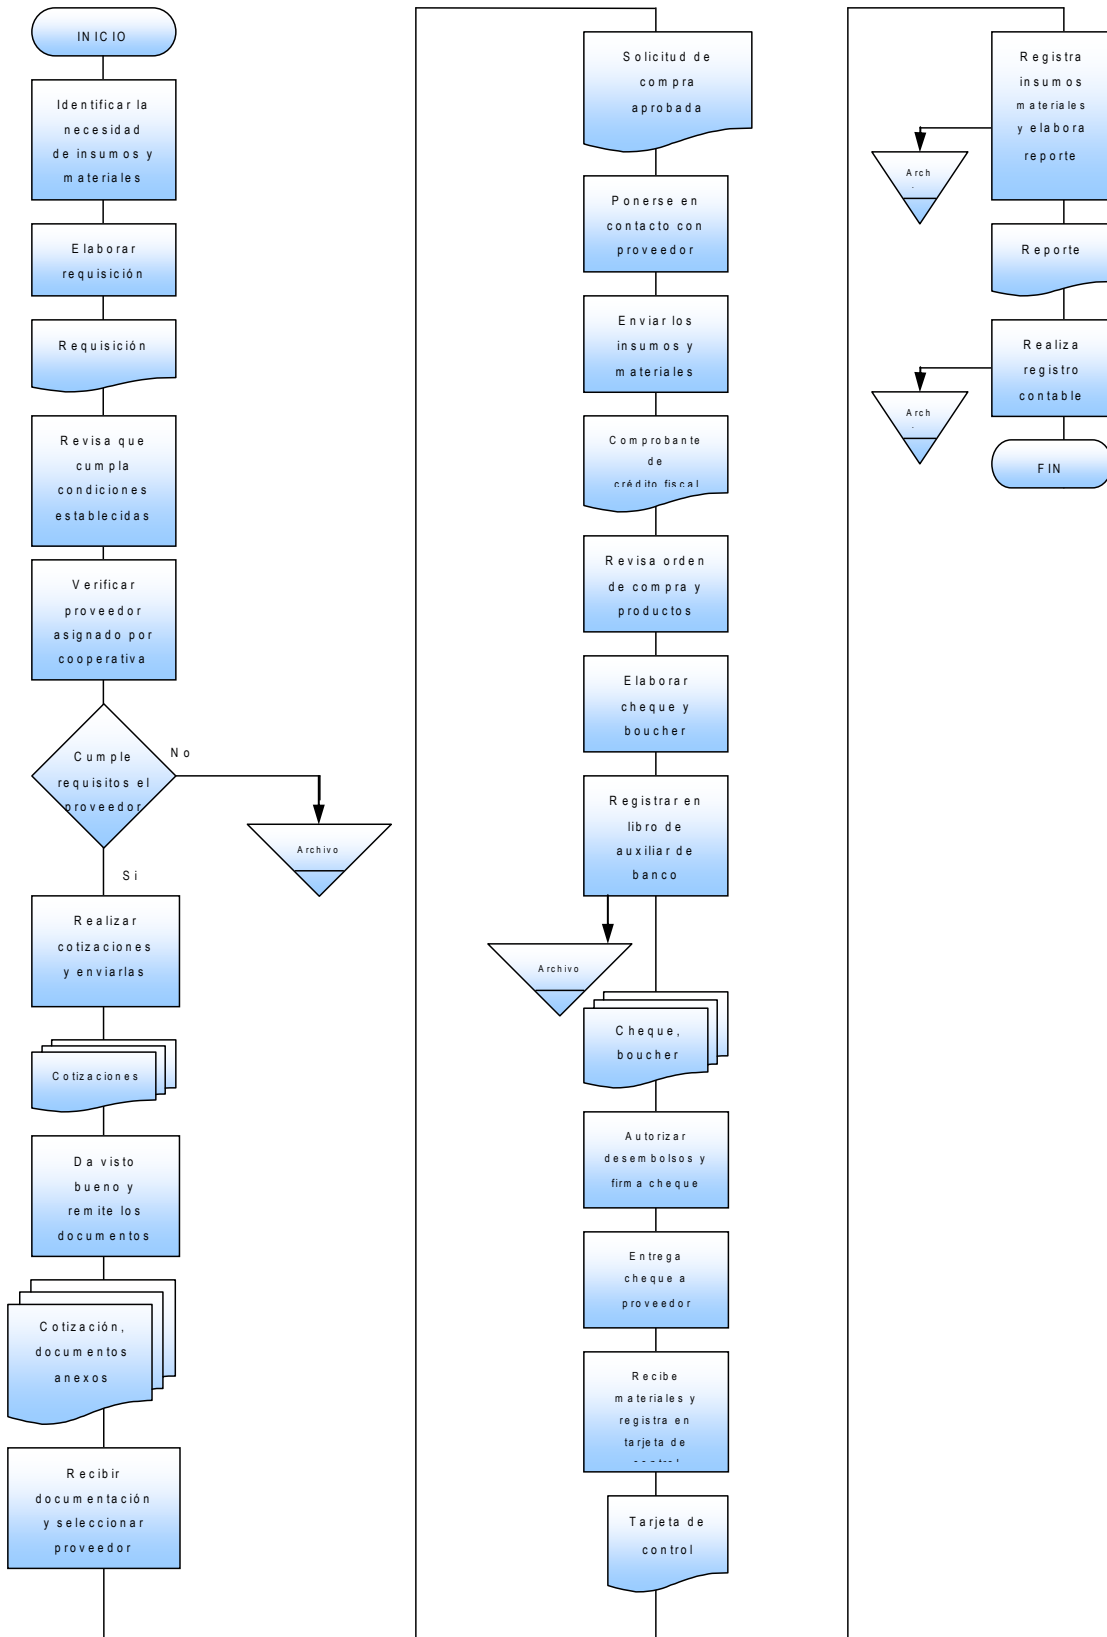 INICIO
Identificar la
necesidad
de insumos y
materiales
Elaborar
requisición
Requisición
Revisa que
cumpla
condiciones
establecidas
Verificar
proveedor
asignado por
cooperativa
Cumple
requisitos el
proveedor
No
Archivo
Si
Realizar
cotizaciones
y enviarlas
Cotizaciones
Da visto
bueno y
remite los
documentos
Cotización,
documentos
anexos
Recibir
documentación
y seleccionar
proveedor
Solicitud de
compra
aprobada
Ponerse en
contacto con
proveedor
Enviar los
insumos y
materiales
Comprobante
de
crédito fiscal
Revisa orden
de compra y
productos
Elaborar
cheque y
boucher
Registrar en
libro de
auxiliar de
banco
Archivo
Cheque,
boucher
Autorizar
desembolsos y
firma cheque
Entrega
cheque a
proveedor
Recibe
materiales y
registra en
tarjeta de
control
Tarjeta de
control
Registra
insumos
materiales
y elabora
reporte
Arch
.
Reporte
Realiza
registro
contable
Arch
.
FIN